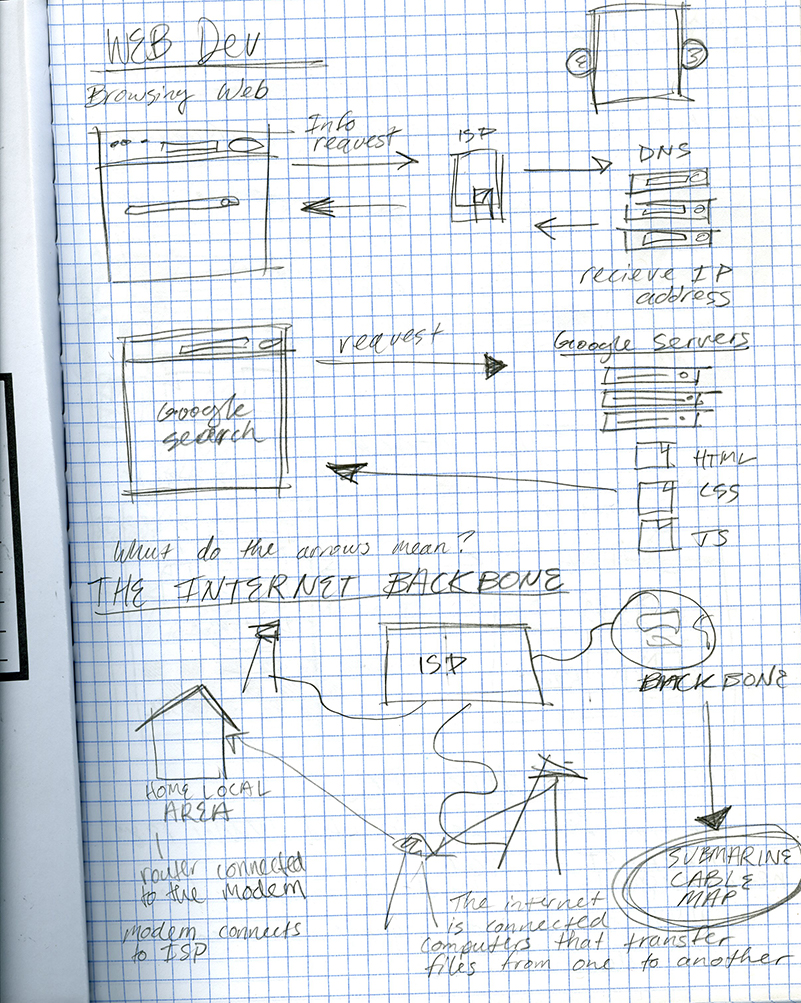 WEB Dev
Browsing Web
Info
request
ISP
DNS
recieve IP
address
request
Google Servers
Google
search
HTML
CSS
JS
What do the arrows mean?
THE INTERNET BACKBONE
ISP
BACKBONE
HOME LOCAL
AREA
router connected
to the modem
modem connects
to ISP
SUBMARINE
CABLE
MAP
The internet
is connected
computers that transfer
files from one to another